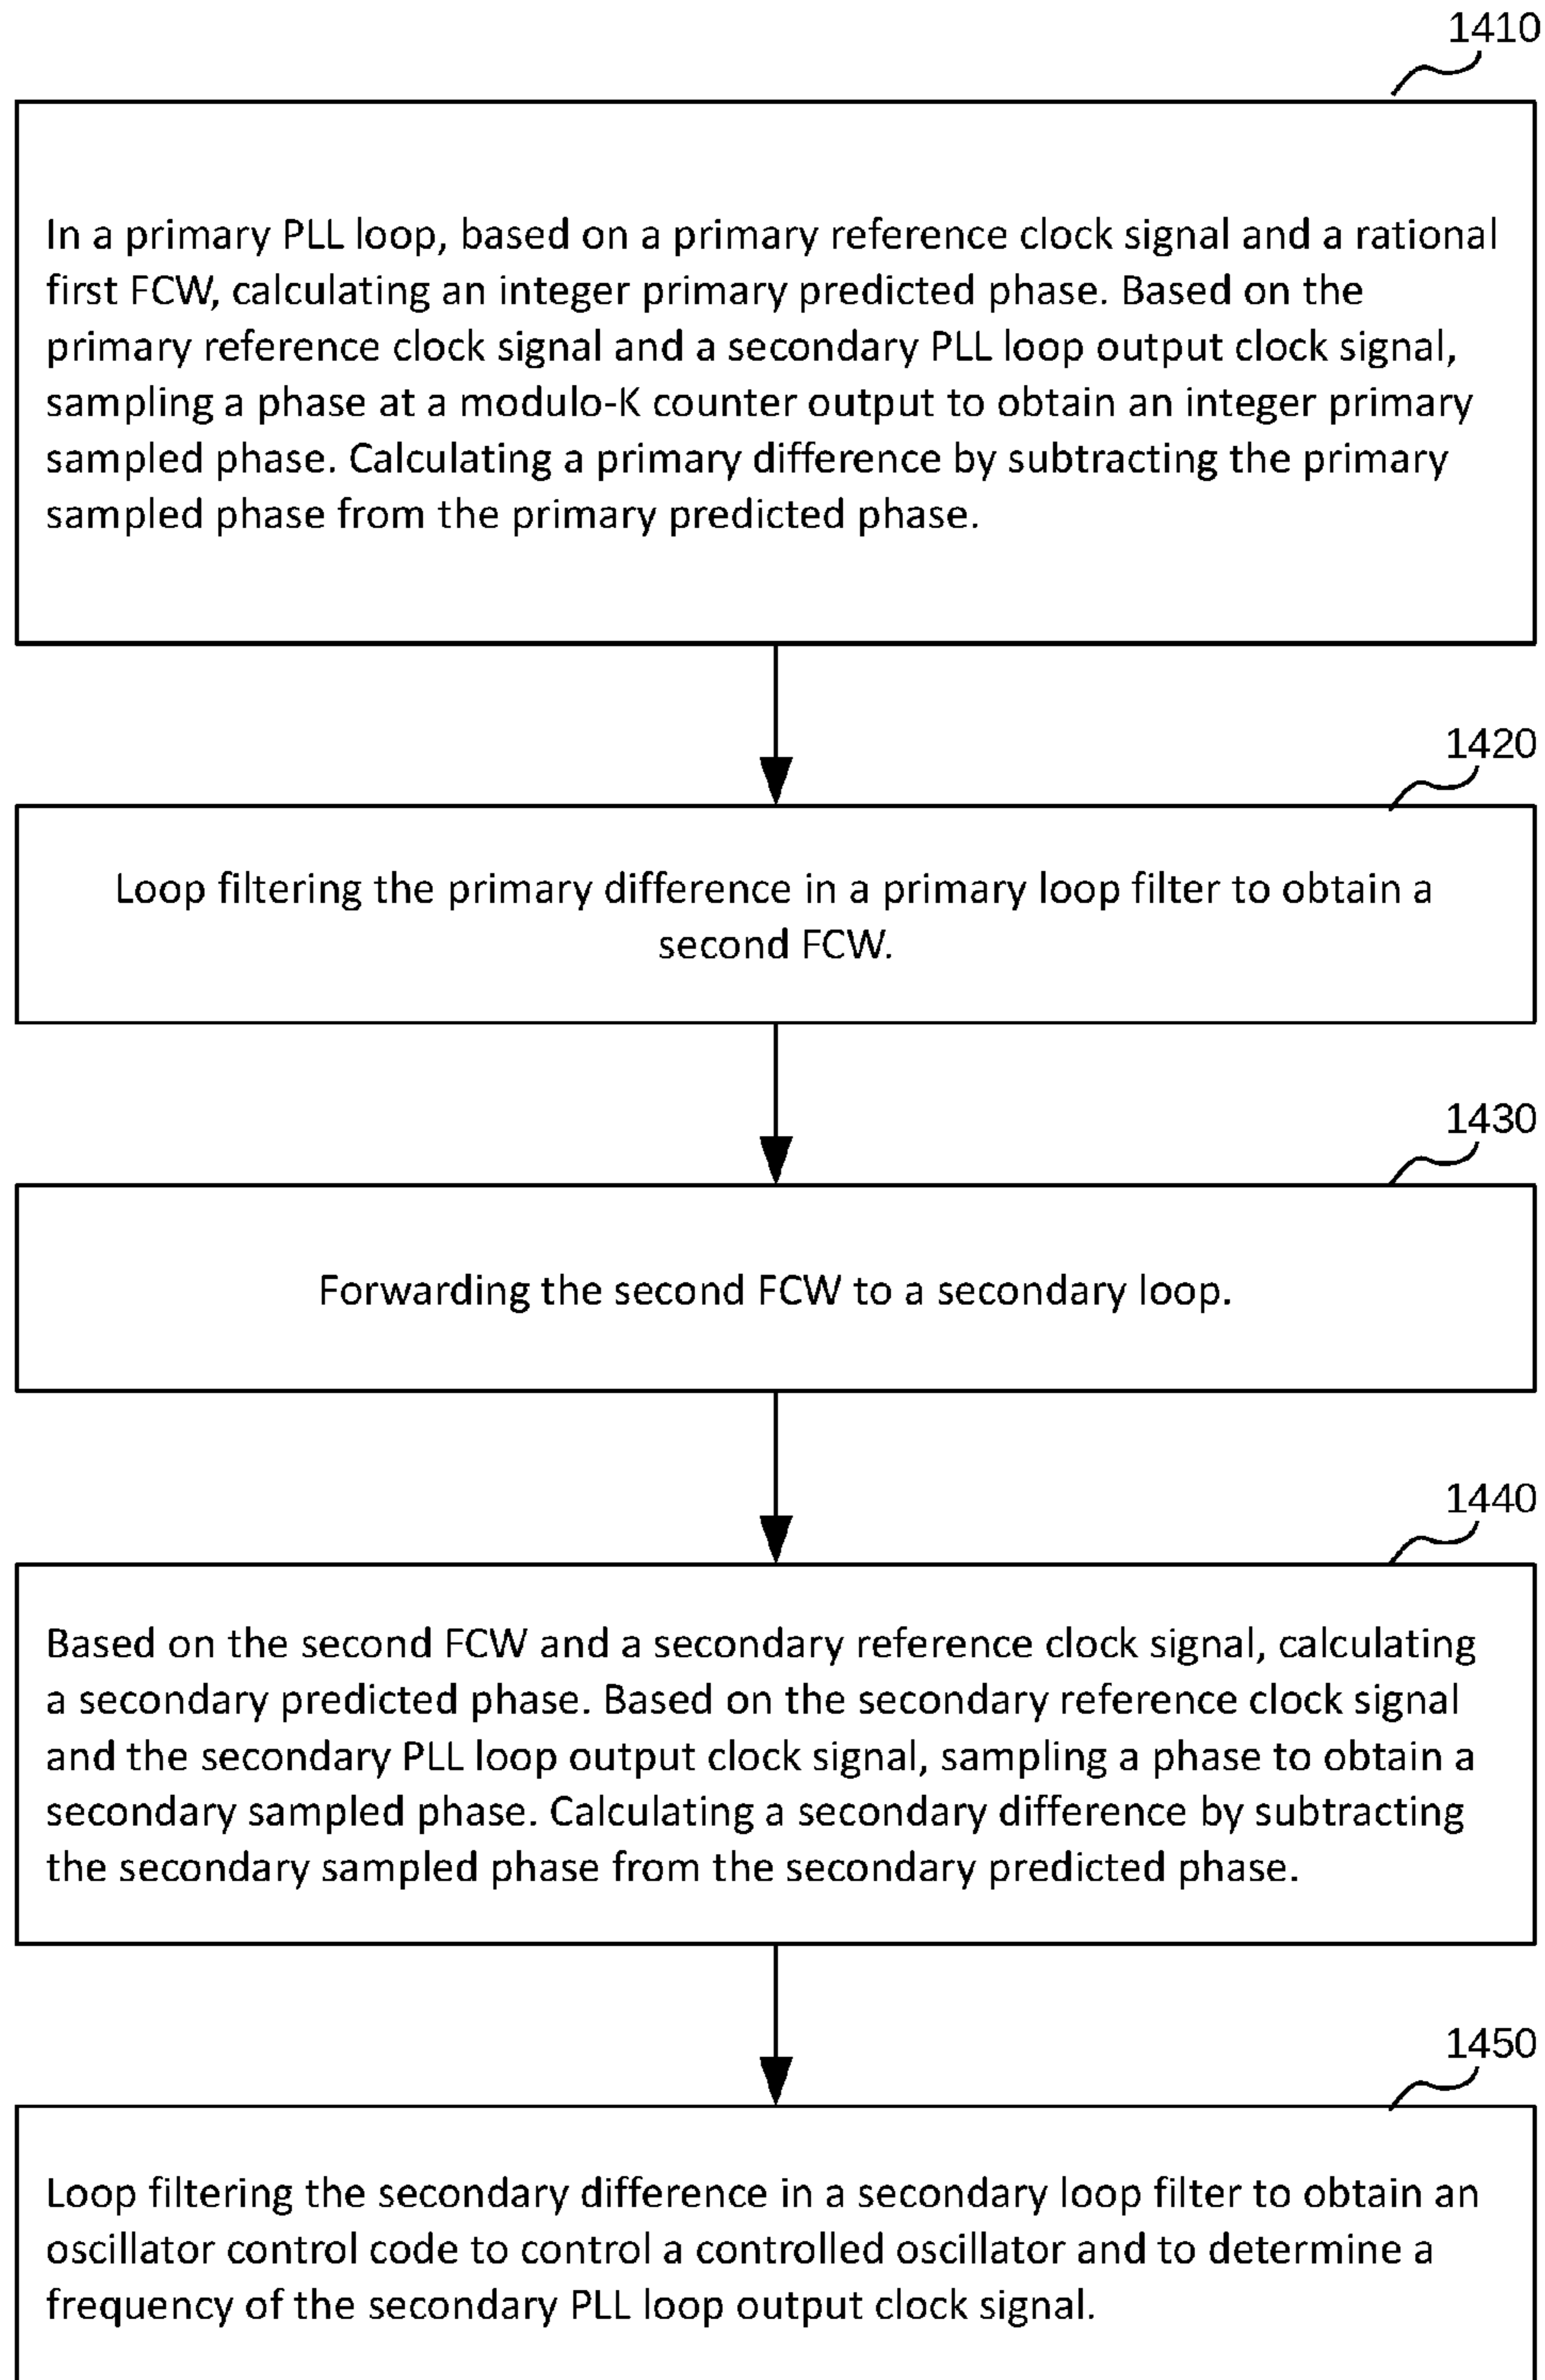 1410
In a primary PLL loop, based on a primary reference clock signal and a rational
first FCW, calculating an integer primary predicted phase. Based on the
primary reference clock signal and a secondary PLL loop output clock signal,
sampling a phase at a modulo-K counter output to obtain an integer primary
sampled phase. Calculating a primary difference by subtracting the primary
sampled phase from the primary predicted phase.
1420
Loop filtering the primary difference in a primary loop filter to obtain a
second FCW.
1430
Forwarding the second FCW to a secondary loop.
1440
Based on the second FCW and a secondary reference clock signal, calculating
a secondary predicted phase. Based on the secondary reference clock signal
and the secondary PLL loop output clock signal, sampling a phase to obtain a
secondary sampled phase. Calculating a secondary difference by subtracting
the secondary sampled phase from the secondary predicted phase.
1450
Loop filtering the secondary difference in a secondary loop filter to obtain an
oscillator control code to control a controlled oscillator and to determine a
frequency of the secondary PLL loop output clock signal.